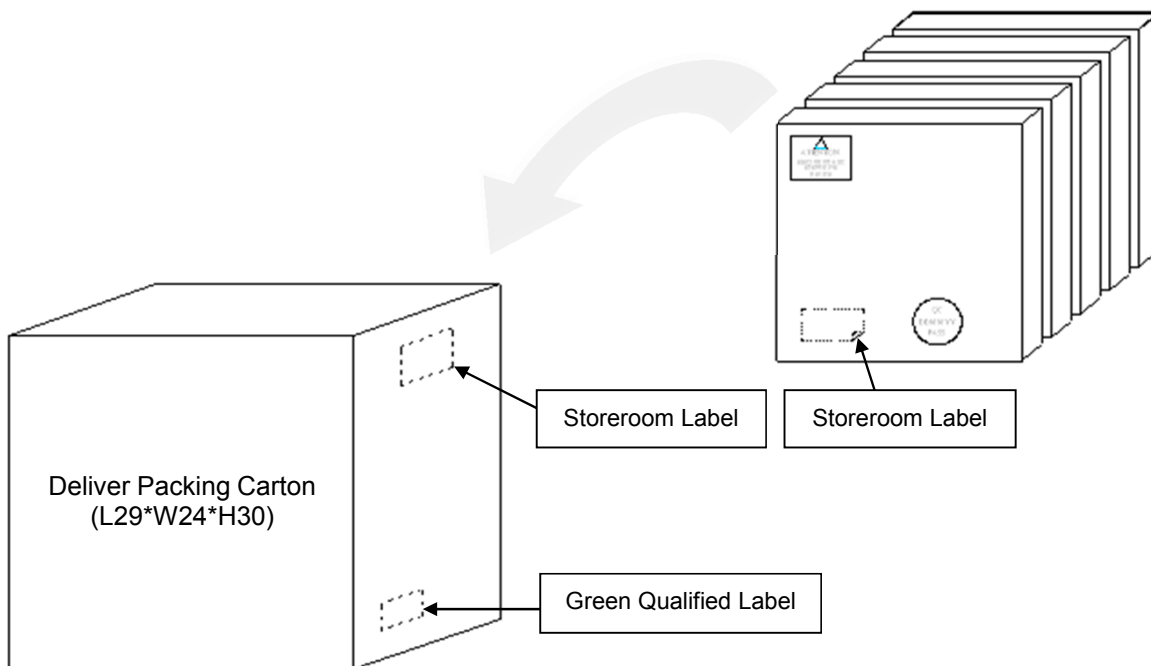 Storeroom Label
Storeroom Label
Deliver Packing Carton
(L29*W24*H30)
Green Qualified Label